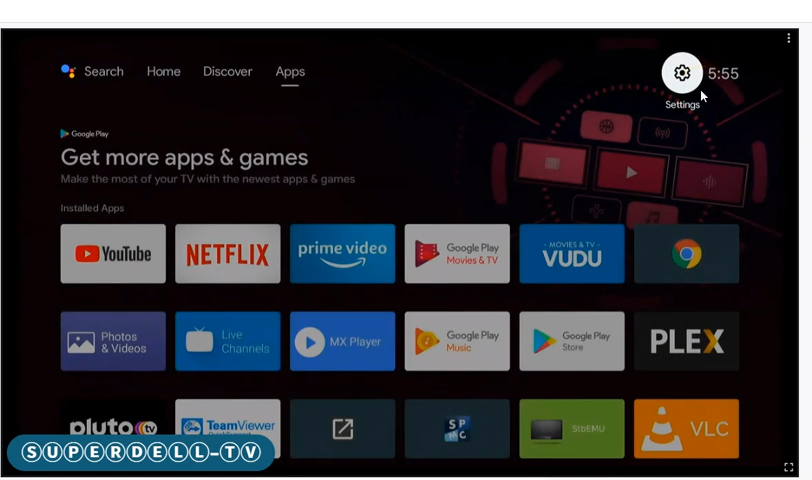 Search Home Discover Apps 5:55
Settings
Google Play
Get more apps & games
Make the most of your TV with the newest apps & games
Installed Apps
YouTube
NETFLIX
prime video
Google Play
Movies & TV
- MOVIES & TV -
VUDU
Photos
& Videos
Live
Channels
MX Player
Google Play
Music
Google Play
Store
PLEX
pluto tv
TeamViewer
SP
NC
StbEMU
VLC
SUPERDELL-TV